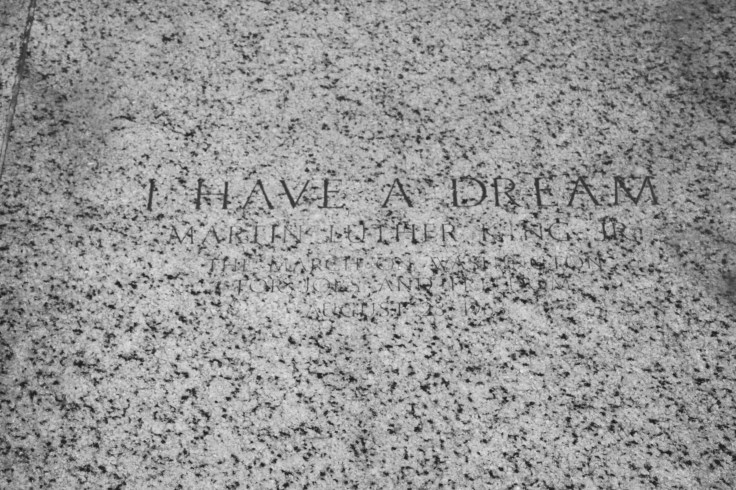 I HAVE A DREAM
MARTIN LUTHER KING JR
THE MARCH ON WASHINGTON
FOR JOBS AND FREEDOM
AUGUST